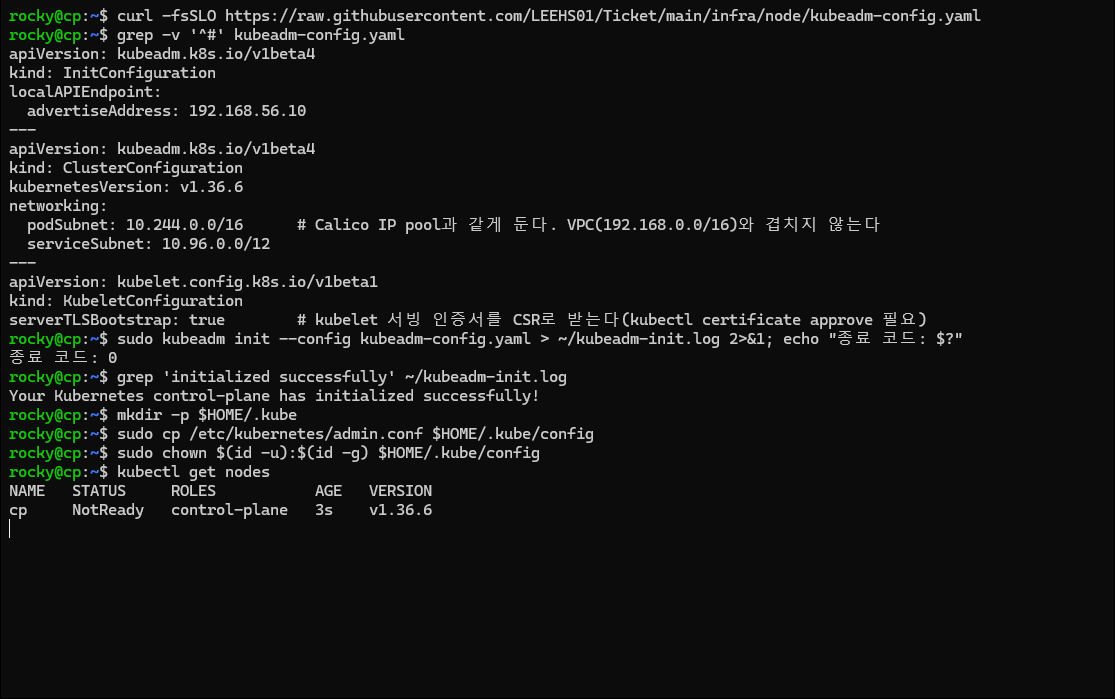 rocky@cp:~$ curl -fsSLO https://raw.githubusercontent.com/LEEHS01/Ticket/main/infra/node/kubeadm-config.yaml
rocky@cp:~$ grep -v '^#' kubeadm-config.yaml
apiVersion: kubeadm.k8s.io/v1beta4
kind: InitConfiguration
localAPIEndpoint:
  advertiseAddress: 192.168.56.10
---
apiVersion: kubeadm.k8s.io/v1beta4
kind: ClusterConfiguration
kubernetesVersion: v1.36.6
networking:
  podSubnet: 10.244.0.0/16      # Calico IP pool과 같게 둔다. VPC(192.168.0.0/16)와 겹치지 않는다
  serviceSubnet: 10.96.0.0/12
---
apiVersion: kubelet.config.k8s.io/v1beta1
kind: KubeletConfiguration
serverTLSBootstrap: true        # kubelet 서빙 인증서를 CSR로 받는다(kubectl certificate approve 필요)
rocky@cp:~$ sudo kubeadm init --config kubeadm-config.yaml > ~/kubeadm-init.log 2>&1; echo "종료 코드: $?"
종료 코드: 0
rocky@cp:~$ grep 'initialized successfully' ~/kubeadm-init.log
Your Kubernetes control-plane has initialized successfully!
rocky@cp:~$ mkdir -p $HOME/.kube
rocky@cp:~$ sudo cp /etc/kubernetes/admin.conf $HOME/.kube/config
rocky@cp:~$ sudo chown $(id -u):$(id -g) $HOME/.kube/config
rocky@cp:~$ kubectl get nodes
NAME   STATUS     ROLES           AGE   VERSION
cp     NotReady   control-plane   3s    v1.36.6